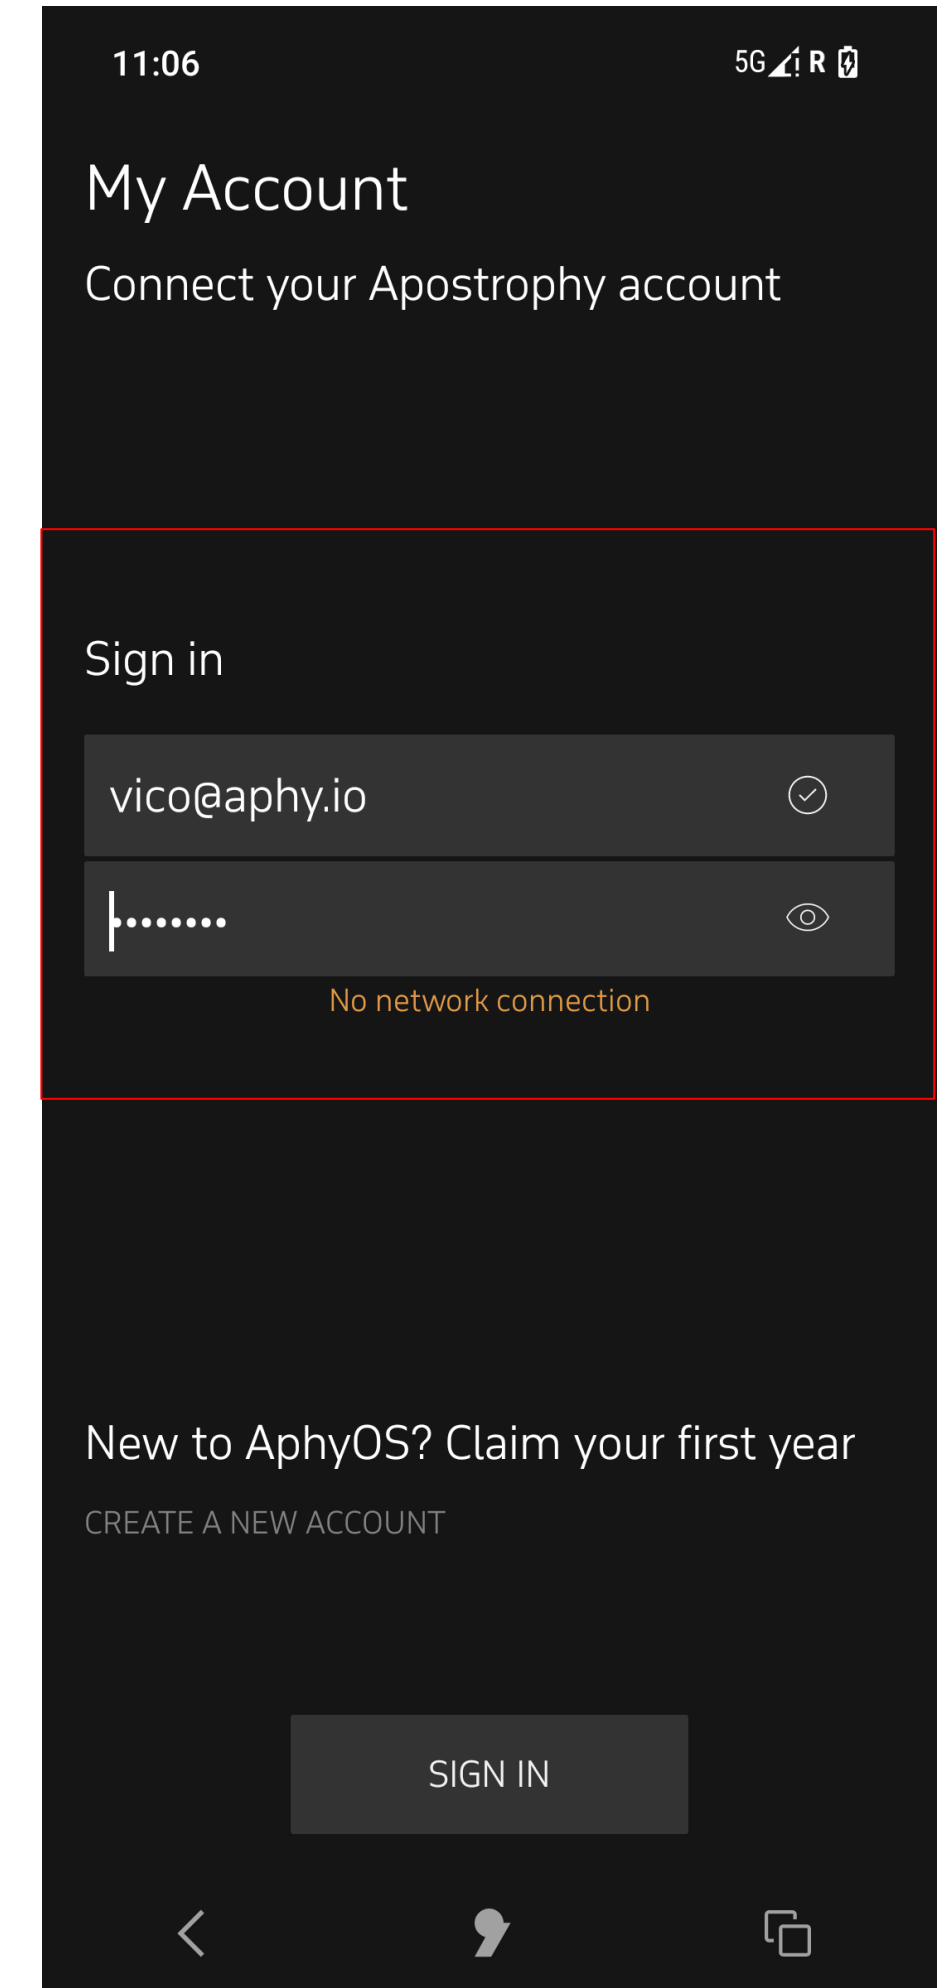 11:06
5G R
My Account
Connect your Apostrophy account
Sign in
vico@aphy.io
••••••••
No network connection
New to AphyOS? Claim your first year
CREATE A NEW ACCOUNT
SIGN IN